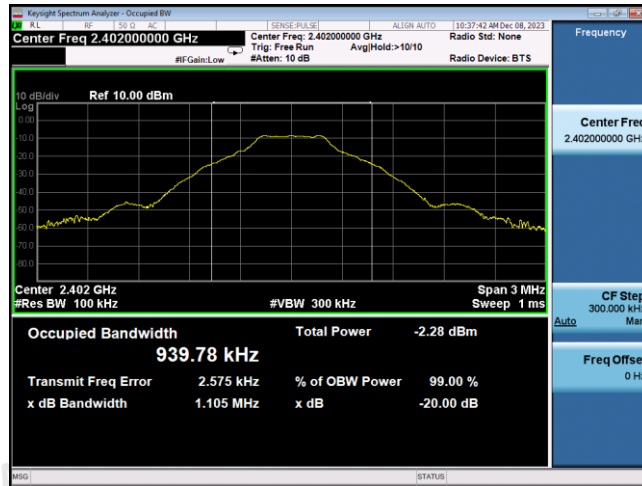 Keysight Spectrum Analyzer - Occupied BW
RL RF 50 Ω AC SENSE:PULSE ALIGN AUTO 10:37:42 AM Dec 08, 2023
Center Freq 2.402000000 GHz
Center Freq: 2.402000000 GHz
Radio Std: None
Trig: Free Run Avg|Hold:>10/10
#IFGain:Low
#Atten: 10 dB
Radio Device: BTS
Frequency
10 dB/div Ref 10.00 dBm
Log
0.00
-10.0
-20.0
-30.0
-40.0
-50.0
-60.0
-70.0
-80.0
Center Freq
2.402000000 GHz
Center 2.402 GHz
Span 3 MHz
#Res BW 100 kHz
#VBW 300 kHz
Sweep 1 ms
CF Step
300.000 kHz
Auto Man
Occupied Bandwidth
939.78 kHz
Total Power -2.28 dBm
Transmit Freq Error 2.575 kHz
% of OBW Power 99.00 %
x dB Bandwidth 1.105 MHz
x dB -20.00 dB
Freq Offset
0 Hz
MSG
STATUS